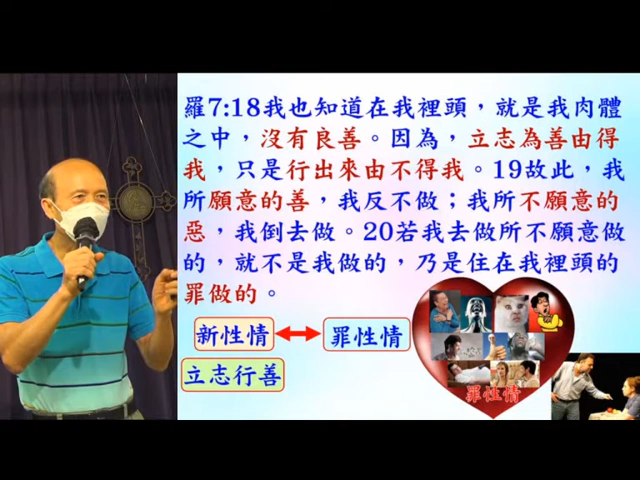 羅7:18我也知道在我裡頭，就是我肉體
之中，沒有良善。因為，立志為善由得
我，只是行出來由不得我。19故此，我
所願意的善，我反不做；我所不願意的
惡，我倒去做。20若我去做所不願意做
的，就不是我做的，乃是住在我裡頭的
罪做的。
新性情
罪性情
立志行善
罪性情